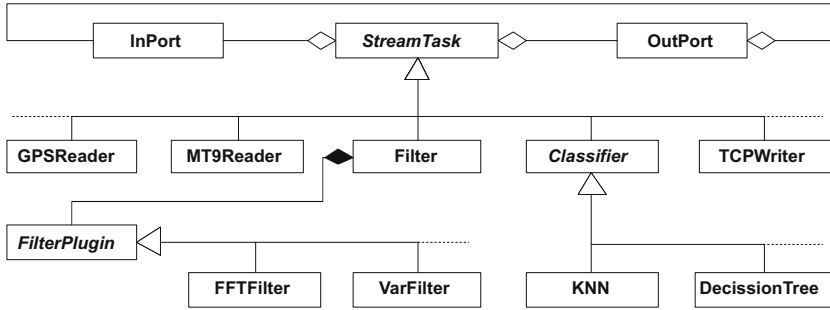 InPort
StreamTask
OutPort
GPSReader
MT9Reader
Filter
Classifier
TCPWriter
FilterPlugin
FFTFilter
VarFilter
KNN
DecissionTree